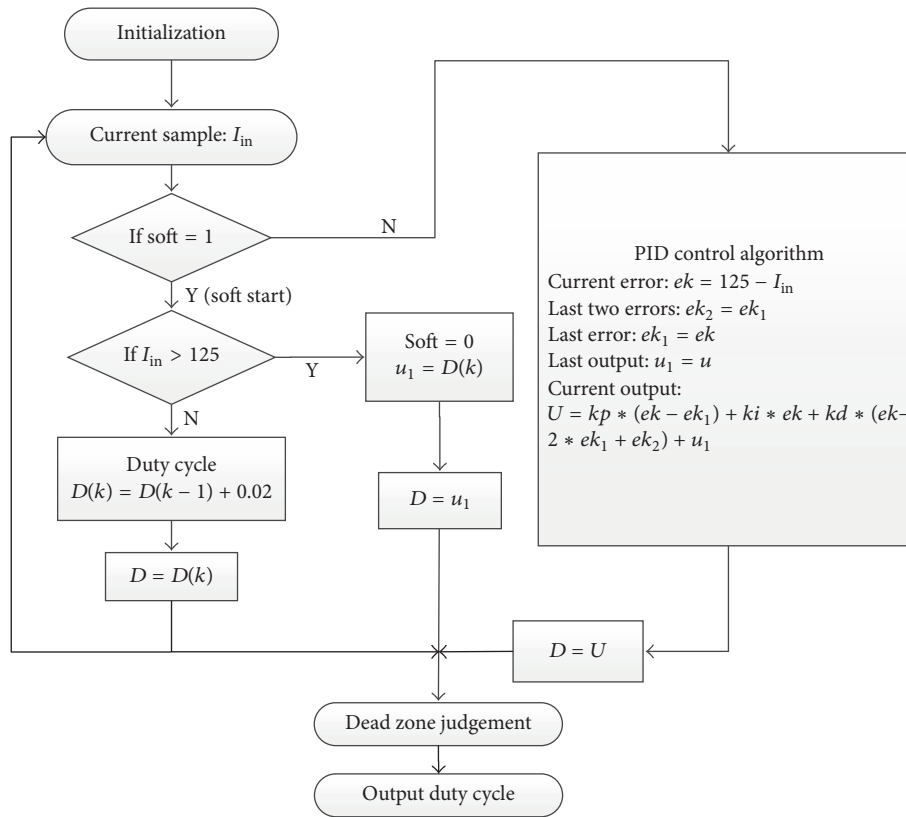 Initialization
Current sample: I_in
If soft = 1
N
Y (soft start)
If I_in > 125
Y
N
Soft = 0
u_1 = D(k)
Duty cycle
D(k) = D(k − 1) + 0.02
D = u_1
D = D(k)
PID control algorithm
Current error: ek = 125 − I_in
Last two errors: ek_2 = ek_1
Last error: ek_1 = ek
Last output: u_1 = u
Current output:
U = kp ∗ (ek − ek_1) + ki ∗ ek + kd ∗ (ek−
2 ∗ ek_1 + ek_2) + u_1
D = U
Dead zone judgement
Output duty cycle